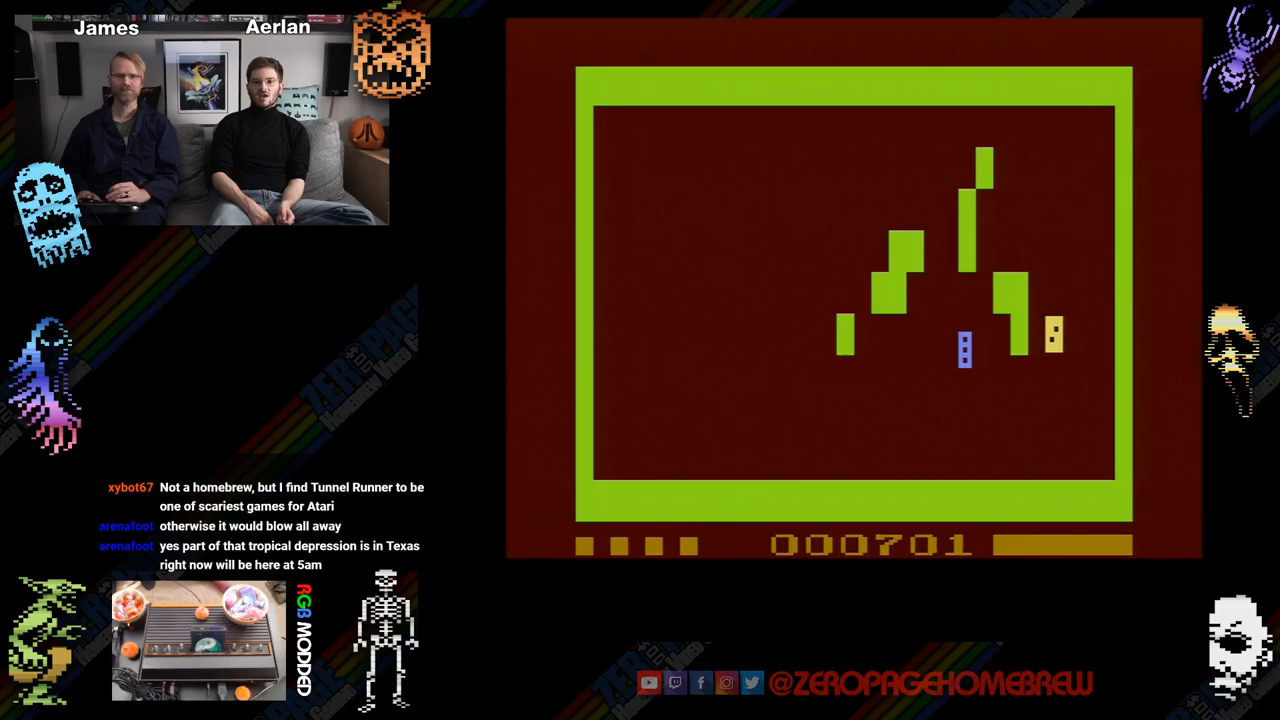 James
Aerlan
xybot67 Not a homebrew, but I find Tunnel Runner to be
one of scariest games for Atari
arenafoot otherwise it would blow all away
arenafoot yes part of that tropical depression is in Texas
right now will be here at 5am
RGB MODDED
000701
@ZEROPAGEHOMEBREW